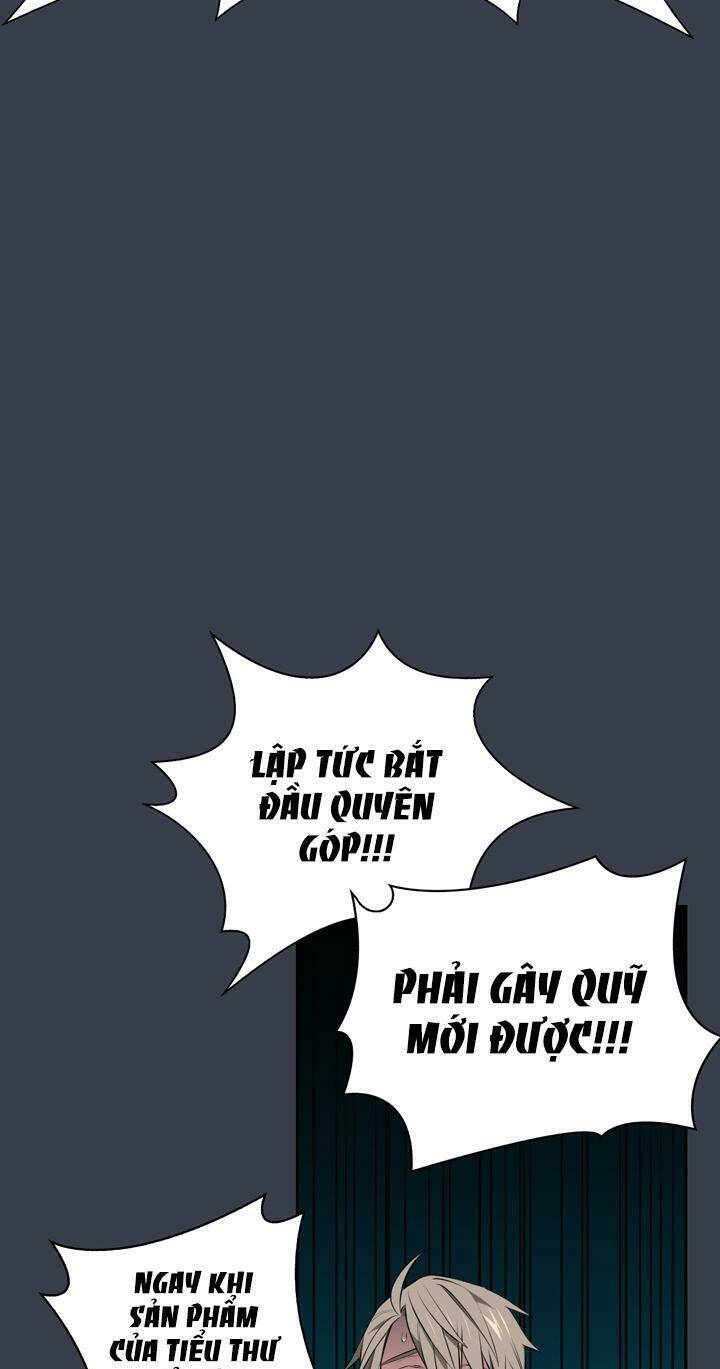 LẬP TỨC BẮT
ĐẦU QUYÊN
GÓP!!!
PHẢI GÂY QUỸ
MỚI ĐƯỢC!!!
NGAY KHI
SẢN PHẨM
CỦA TIỂU THƯ